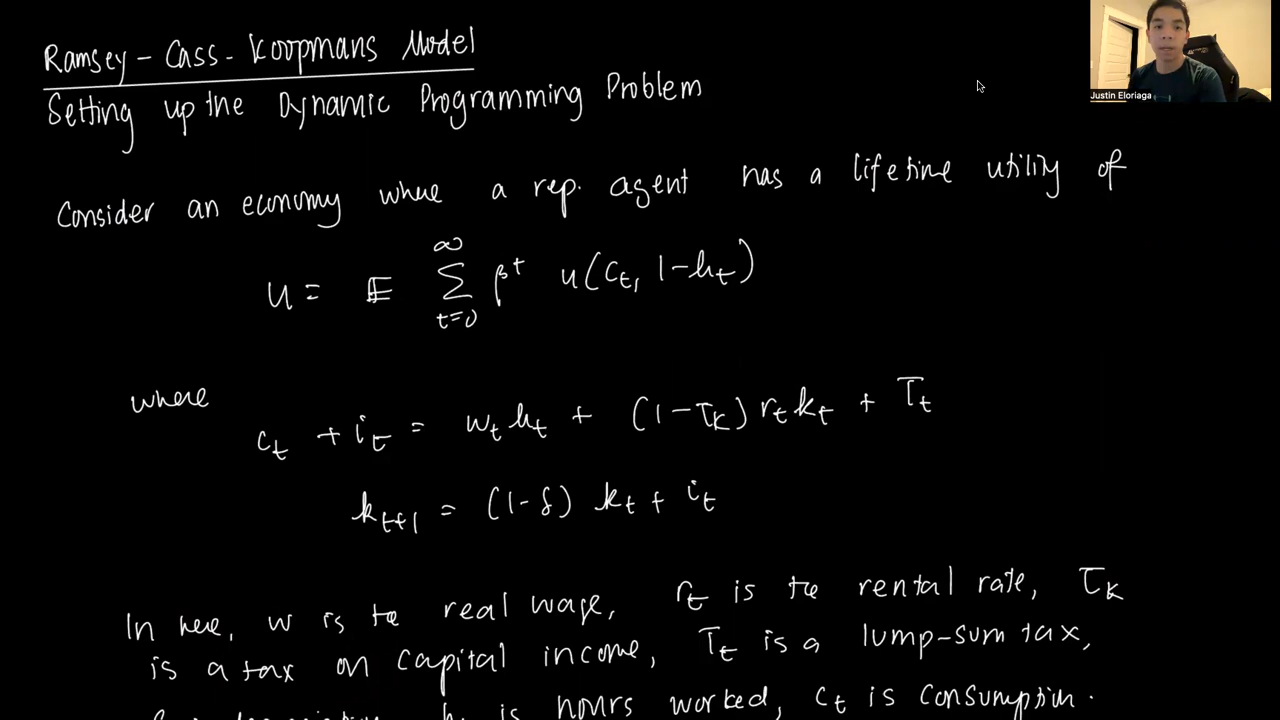 Ramsey - Cass - Koopmans Model
Setting up the Dynamic Programming Problem
Justin Eloriaga
Consider an economy where a rep. agent has a lifetime utility of
U = 𝔼 ∑_{t=0}^{∞} β^t u(c_t, 1-h_t)
where
c_t + i_t = w_t h_t + (1-τ_K) r_t k_t + T_t
k_{t+1} = (1-δ) k_t + i_t
In here, w is the real wage, r_t is the rental rate, τ_K
is a tax on capital income, T_t is a lump-sum tax,
is hours worked, c_t is consumption.